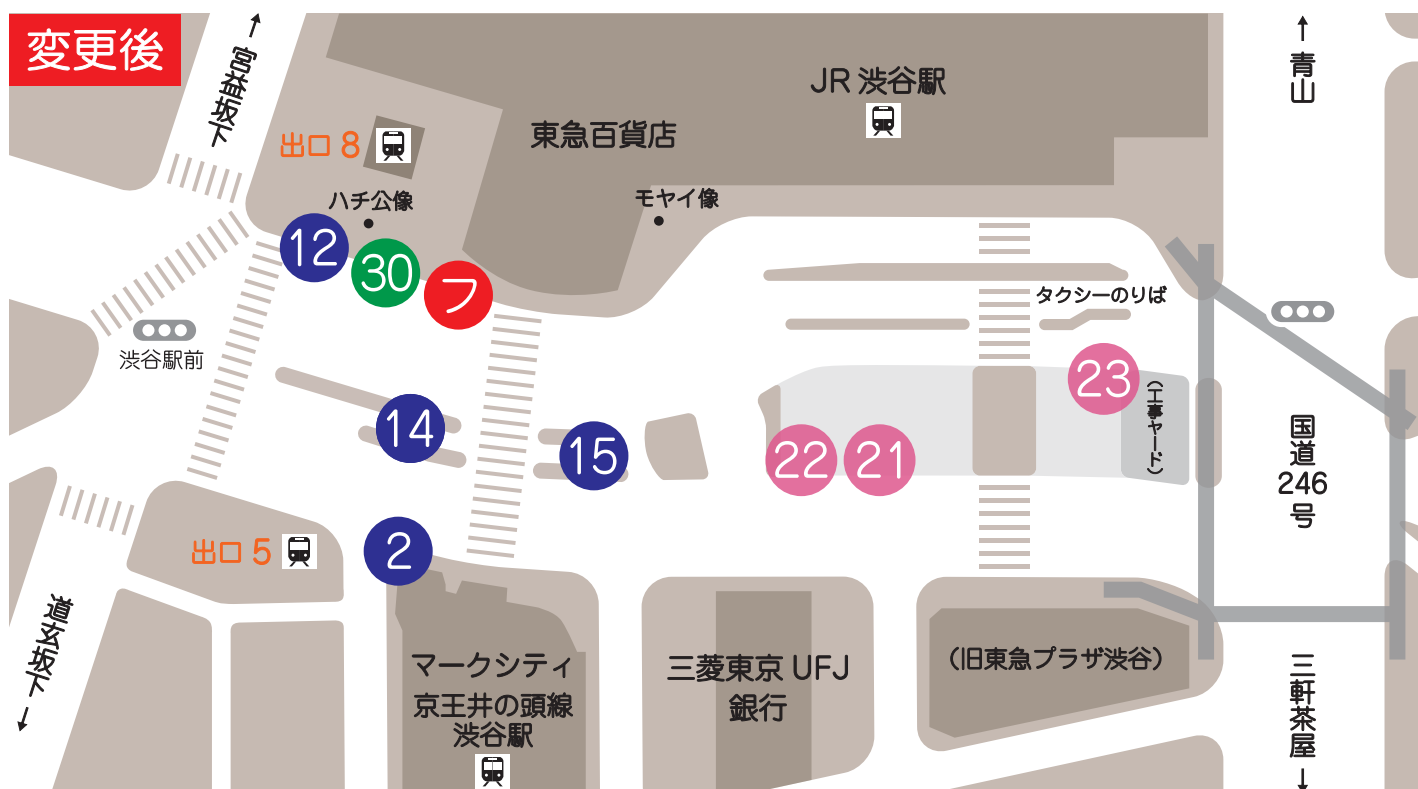 変更後
↑
宮益坂下
JR 渋谷駅
↑
青山
東急百貨店
出口 8
ハチ公像
モヤイ像
12
30
フ
タクシーのりば
渋谷駅前
23
(工事ヤード)
14
15
22
21
国道
246
号
出口 5
2
道玄坂下
↓
マークシティ
京王井の頭線
渋谷駅
三菱東京 UFJ
銀行
(旧東急プラザ渋谷)
三軒茶屋
↓